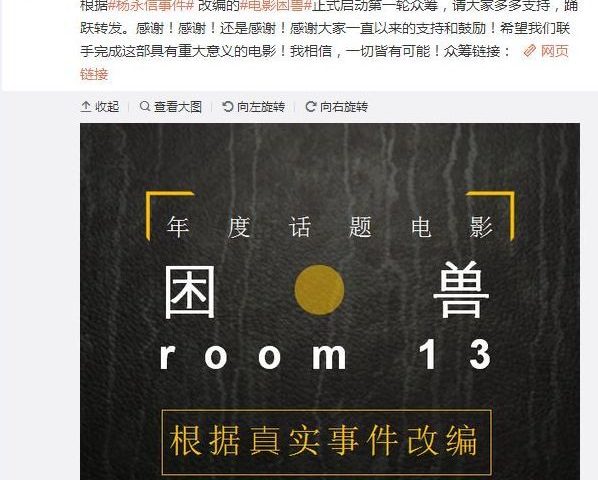 根据#杨永信事件# 改编的#电影困兽#正式启动第一轮众筹，请大家多多支持，踊
跃转发。感谢！感谢！还是感谢！感谢大家一直以来的支持和鼓励！希望我们联
手完成这部具有重大意义的电影！我相信，一切皆有可能！众筹链接： 网页
链接
收起 查看大图 向左旋转 向右旋转
年度话题电影
困 兽
room 13
根据真实事件改编